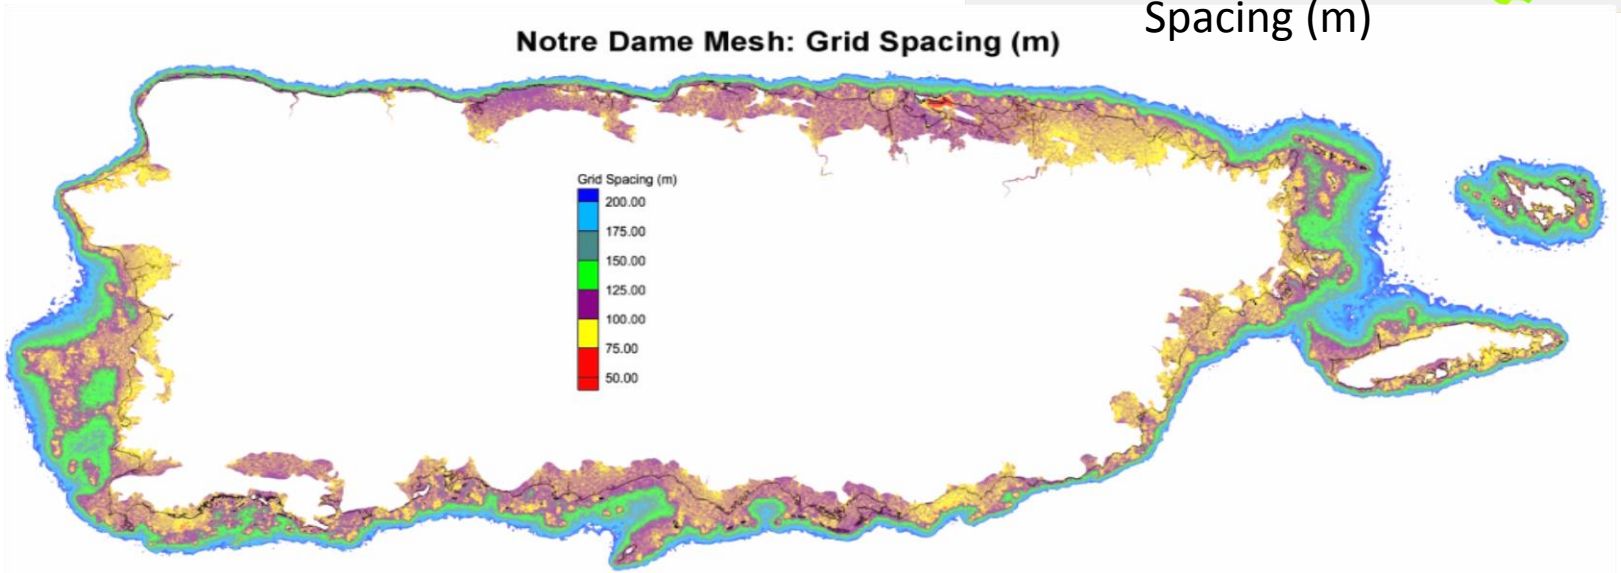 Spacing (m)
Notre Dame Mesh: Grid Spacing (m)
Grid Spacing (m)
200.00
175.00
150.00
125.00
100.00
75.00
50.00